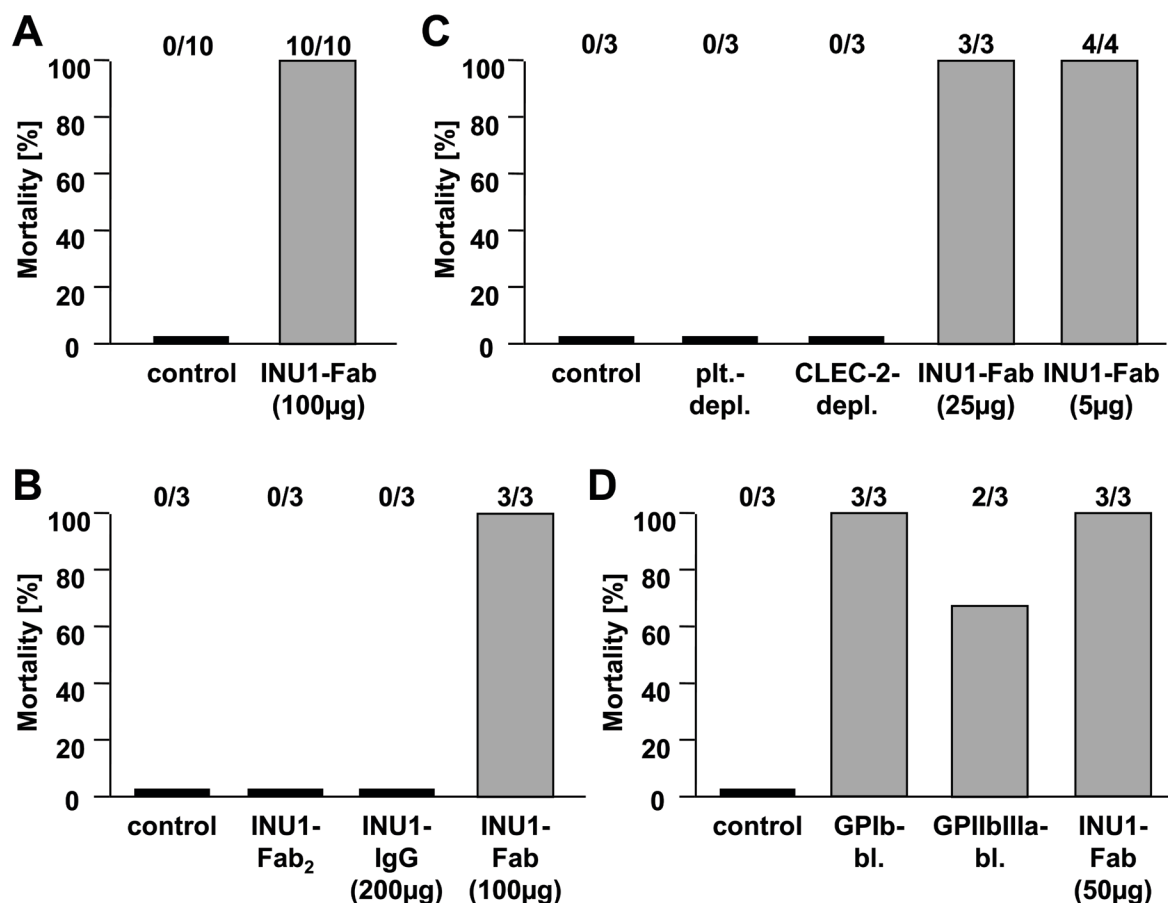 A
0/10 10/10
100
80
60
40
20
0
Mortality [%]
control INU1-Fab
(100µg)
C
0/3 0/3 0/3 3/3 4/4
100
80
60
40
20
0
Mortality [%]
control plt.- CLEC-2- INU1-Fab INU1-Fab
depl. depl. (25µg) (5µg)
B
0/3 0/3 0/3 3/3
100
80
60
40
20
0
Mortality [%]
control INU1- INU1- INU1-
Fab₂ IgG Fab
(200µg) (100µg)
D
0/3 3/3 2/3 3/3
100
80
60
40
20
0
Mortality [%]
control GPIb- GPIIbIIIa- INU1-
bl. bl. Fab
(50µg)